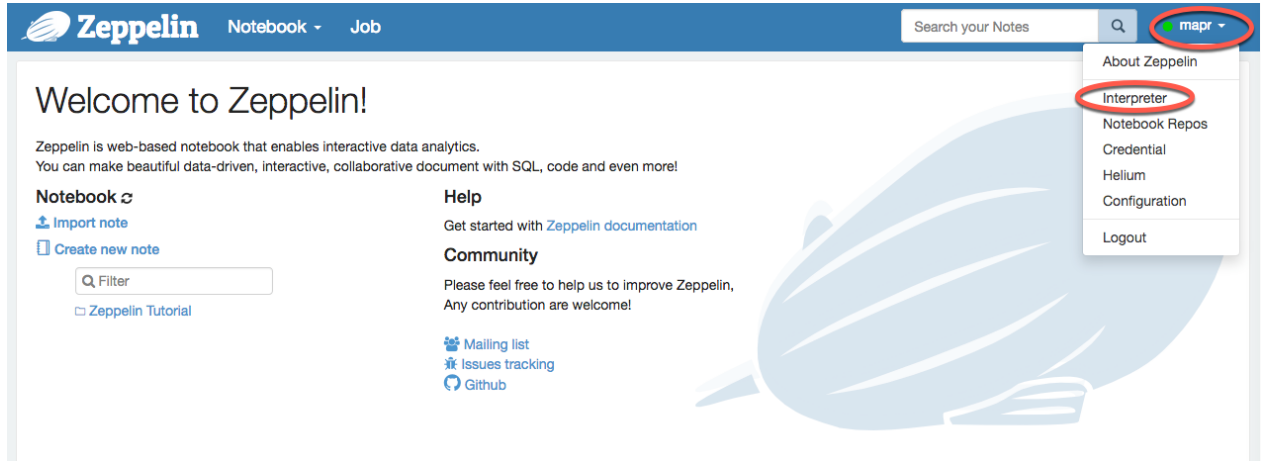 Zeppelin Notebook Job Search your Notes mapr
About Zeppelin
Interpreter
Notebook Repos
Credential
Helium
Configuration
Logout
Welcome to Zeppelin!
Zeppelin is web-based notebook that enables interactive data analytics.
You can make beautiful data-driven, interactive, collaborative document with SQL, code and even more!
Notebook
Import note
Create new note
Filter
Zeppelin Tutorial
Help
Get started with Zeppelin documentation
Community
Please feel free to help us to improve Zeppelin,
Any contribution are welcome!
Mailing list
Issues tracking
Github